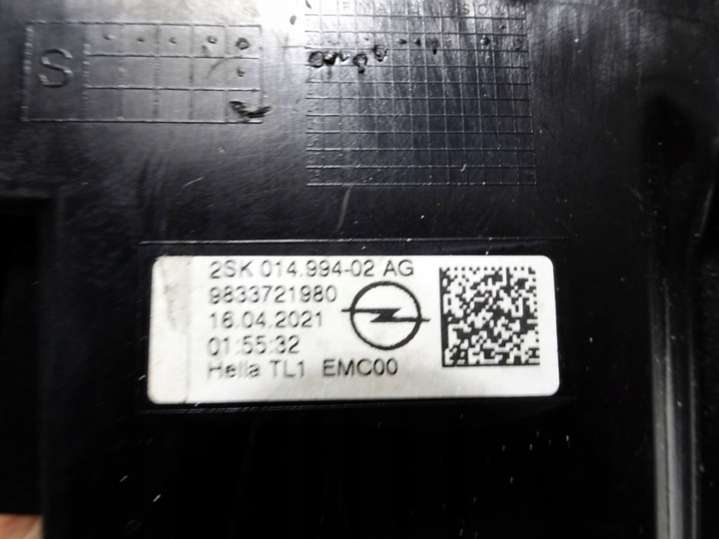 S
2SK 014.994-02 AG
9833721980
16.04.2021
01:55:32
Hella TL1 EMC00